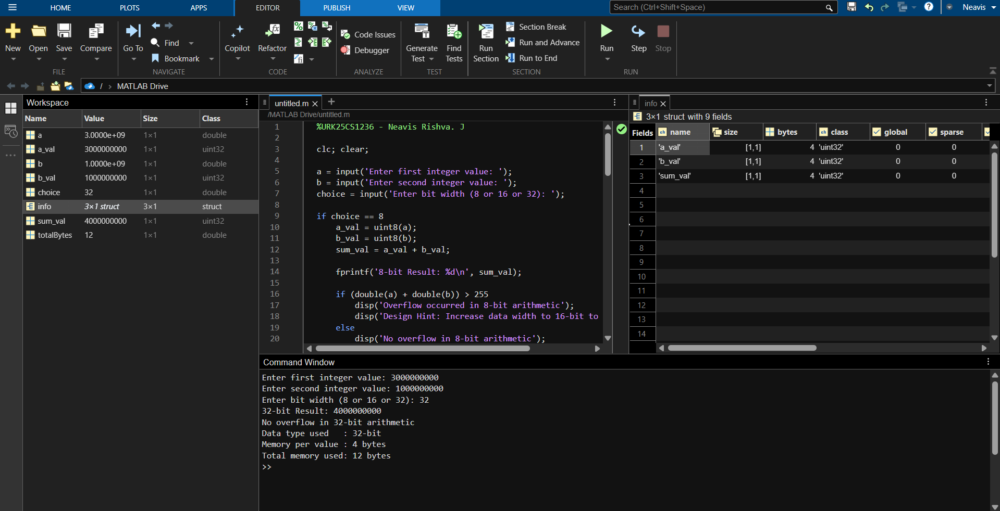 HOME PLOTS APPS EDITOR PUBLISH VIEW Search (Ctrl+Shift+Space) Neavis
New Open Save Compare
FILE
Go To Find Bookmark
NAVIGATE
Copilot Refactor
CODE
Code Issues
Debugger
ANALYZE
Generate Test Find Tests
TEST
Run Section Section Break
Run and Advance
Run to End
SECTION
Run Step Stop
RUN
/ › MATLAB Drive
Workspace
Name Value Size Class
a 3.0000e+09 1×1 double
a_val 3000000000 1×1 uint32
b 1.0000e+09 1×1 double
b_val 1000000000 1×1 uint32
choice 32 1×1 double
info 3×1 struct 3×1 struct
sum_val 4000000000 1×1 uint32
totalBytes 12 1×1 double
untitled.m
/MATLAB Drive/untitled.m
1 %URK25CS1236 - Neavis Rishva. J
2
3 clc; clear;
4
5 a = input('Enter first integer value: ');
6 b = input('Enter second integer value: ');
7 choice = input('Enter bit width (8 or 16 or 32): ');
8
9 if choice == 8
10 a_val = uint8(a);
11 b_val = uint8(b);
12 sum_val = a_val + b_val;
13
14 fprintf('8-bit Result: %d\n', sum_val);
15
16 if (double(a) + double(b)) > 255
17 disp('Overflow occurred in 8-bit arithmetic');
18 disp('Design Hint: Increase data width to 16-bit to
19 else
20 disp('No overflow in 8-bit arithmetic');
info
3×1 struct with 9 fields
Fields name size bytes class global sparse
1 'a_val' [1,1] 4 'uint32' 0 0
2 'b_val' [1,1] 4 'uint32' 0 0
3 'sum_val' [1,1] 4 'uint32' 0 0
4
5
6
7
8
9
10
11
12
13
14
Command Window
Enter first integer value: 3000000000
Enter second integer value: 1000000000
Enter bit width (8 or 16 or 32): 32
32-bit Result: 4000000000
No overflow in 32-bit arithmetic
Data type used : 32-bit
Memory per value : 4 bytes
Total memory used: 12 bytes
>>